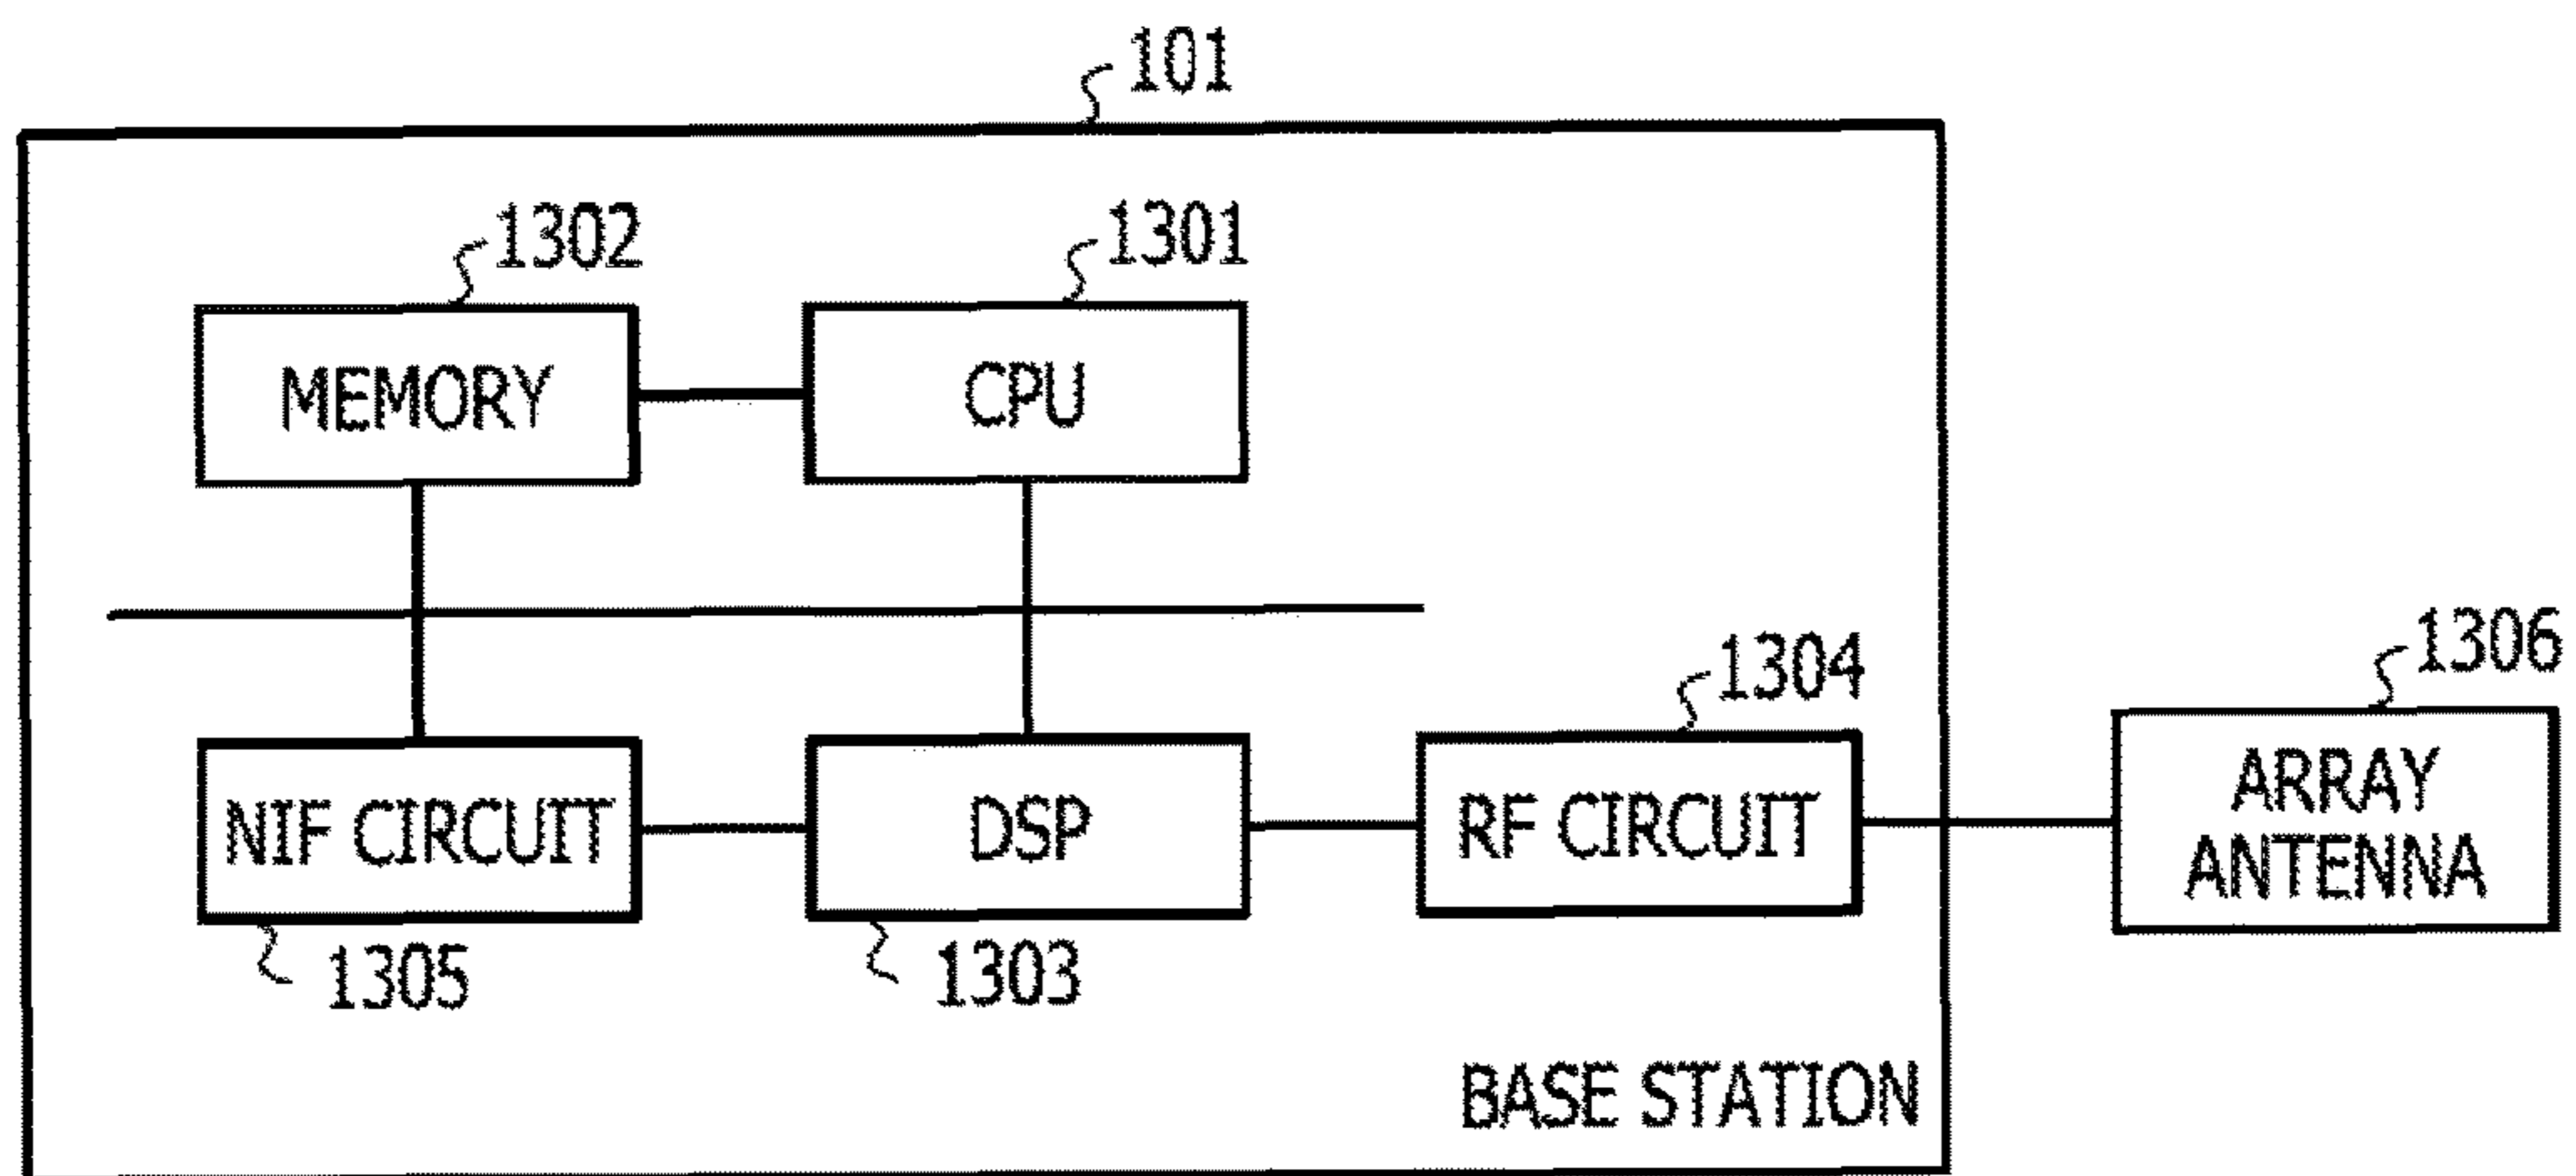 101
1302
1301
MEMORY
CPU
1304
1306
NIF CIRCUIT
DSP
RF CIRCUIT
ARRAY
ANTENNA
1305
1303
BASE STATION